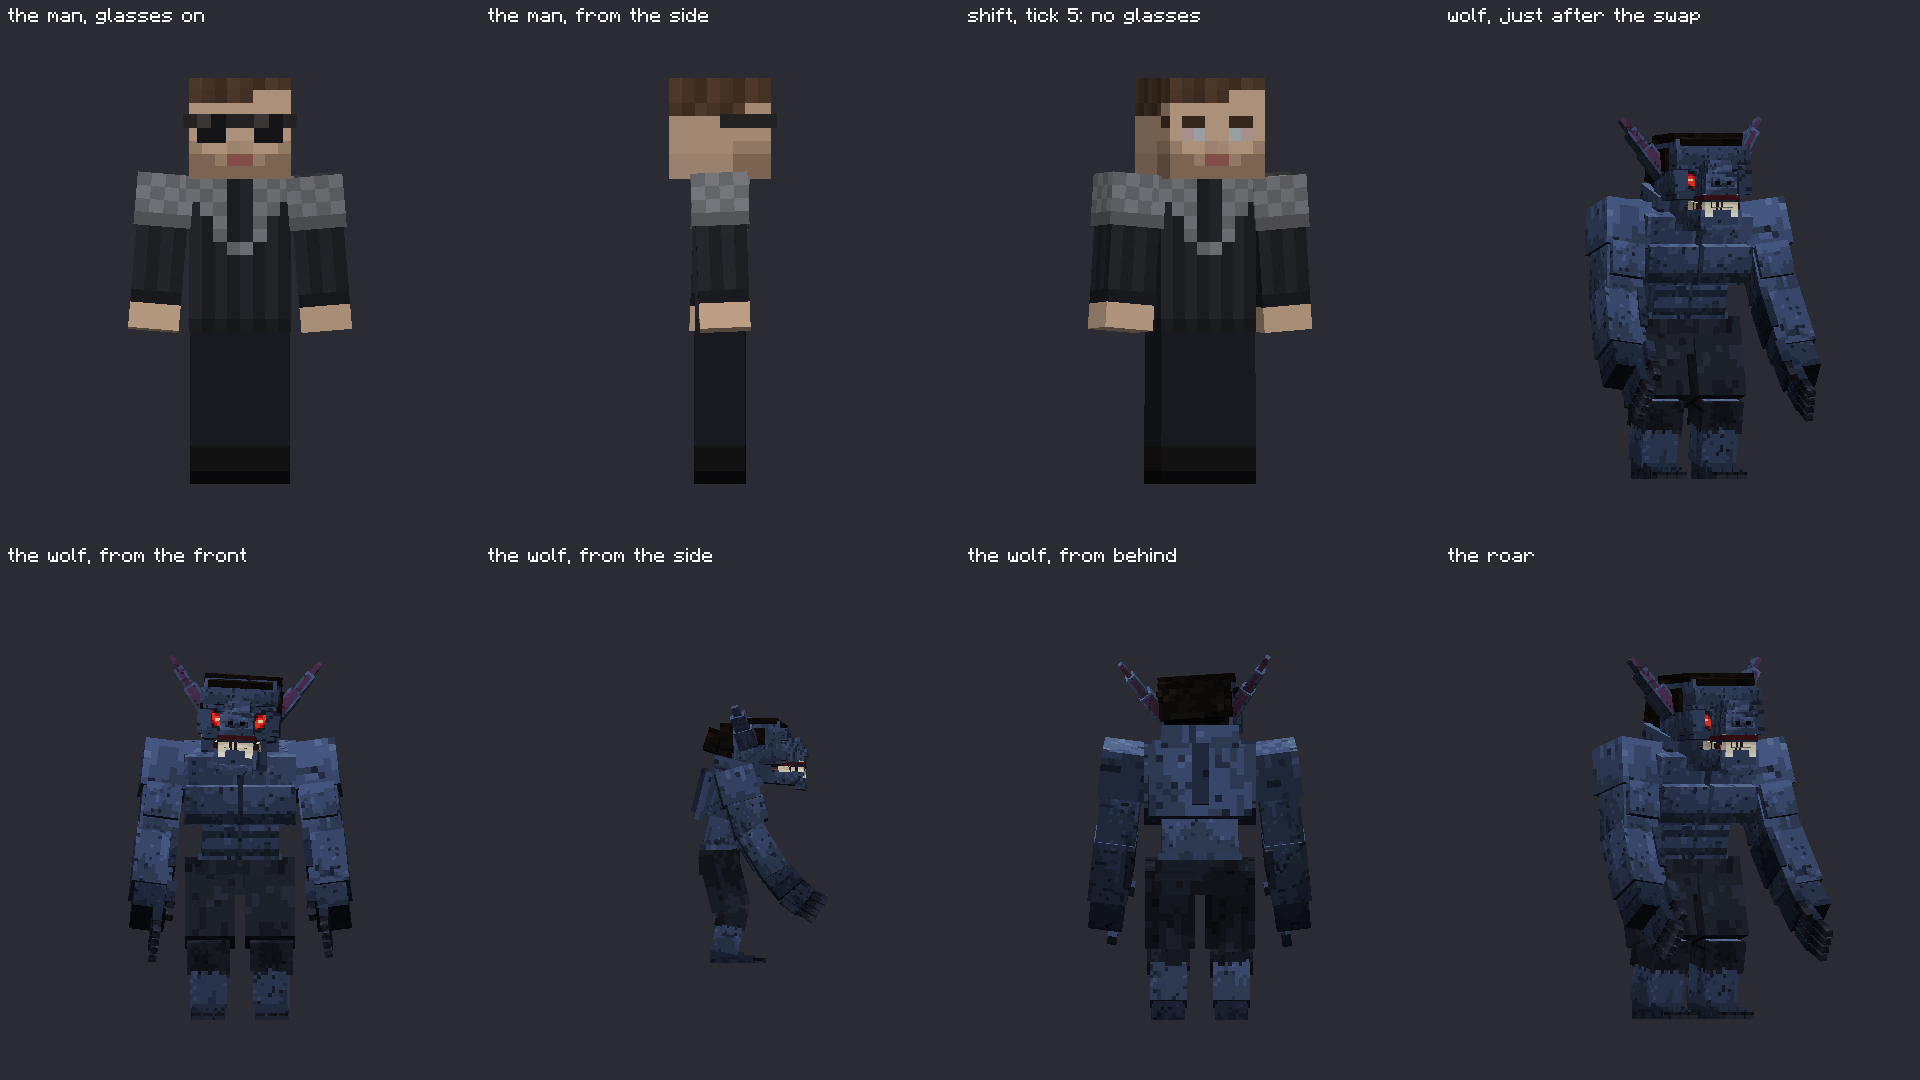 the man, glasses on
the man, from the side
shift, tick 5: no glasses
wolf, just after the swap
the wolf, from the front
the wolf, from the side
the wolf, from behind
the roar